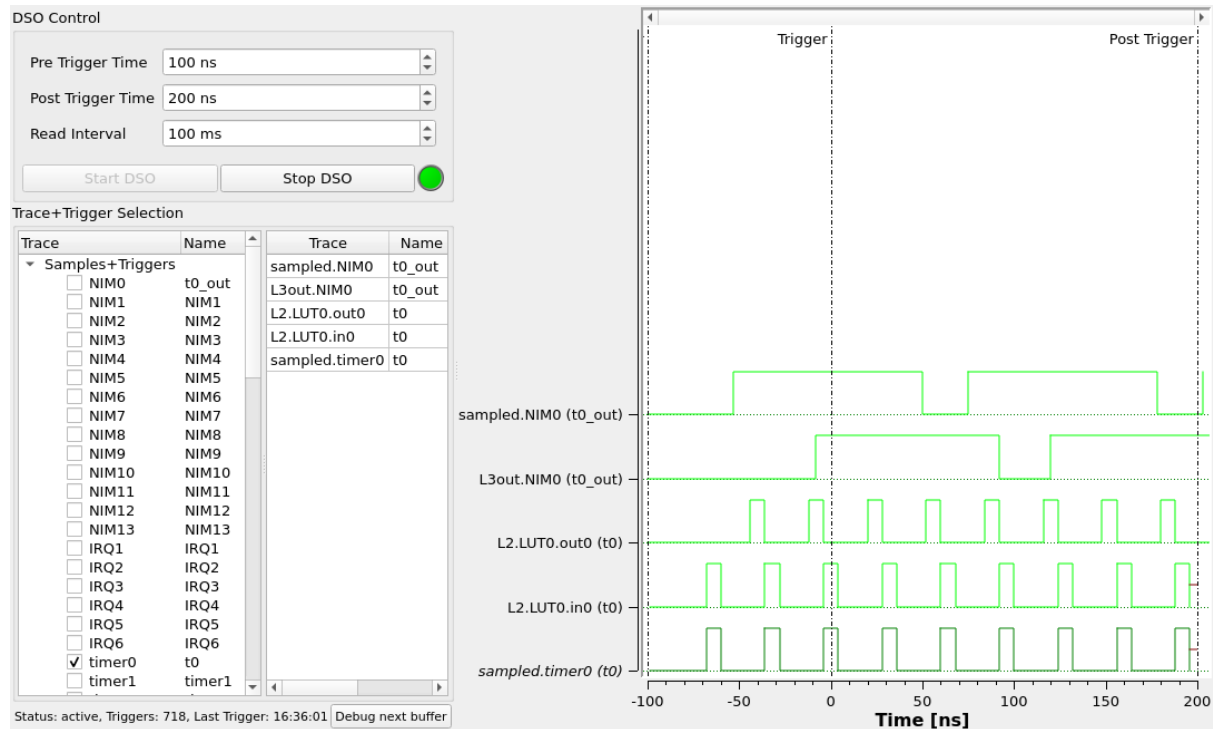 DSO Control
Pre Trigger Time 100 ns
Post Trigger Time 200 ns
Read Interval 100 ms
Start DSO Stop DSO
Trace+Trigger Selection
Trace Name
Samples+Triggers
NIM0 t0_out
NIM1 NIM1
NIM2 NIM2
NIM3 NIM3
NIM4 NIM4
NIM5 NIM5
NIM6 NIM6
NIM7 NIM7
NIM8 NIM8
NIM9 NIM9
NIM10 NIM10
NIM11 NIM11
NIM12 NIM12
NIM13 NIM13
IRQ1 IRQ1
IRQ2 IRQ2
IRQ3 IRQ3
IRQ4 IRQ4
IRQ5 IRQ5
IRQ6 IRQ6
timer0 t0
timer1 timer1
Trace Name
sampled.NIM0 t0_out
L3out.NIM0 t0_out
L2.LUT0.out0 t0
L2.LUT0.in0 t0
sampled.timer0 t0
Status: active, Triggers: 718, Last Trigger: 16:36:01 Debug next buffer
Trigger Post Trigger
sampled.NIM0 (t0_out)
L3out.NIM0 (t0_out)
L2.LUT0.out0 (t0)
L2.LUT0.in0 (t0)
sampled.timer0 (t0)
-100 -50 0 50 100 150 200
Time [ns]